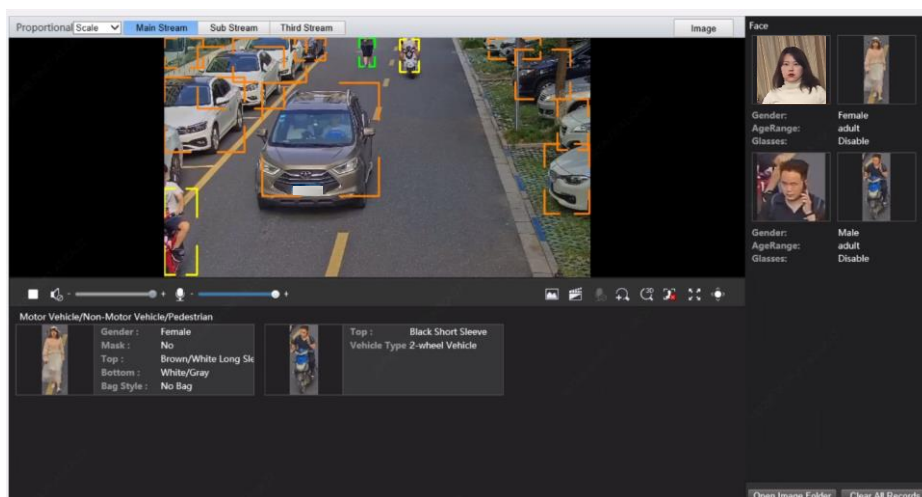 Proportional Scale Main Stream Sub Stream Third Stream Image
Face
Gender: Female
AgeRange: adult
Glasses: Disable
Gender: Male
AgeRange: adult
Glasses: Disable
Motor Vehicle/Non-Motor Vehicle/Pedestrian
Gender : Female
Mask : No
Top : Brown/White Long Sle
Bottom : White/Gray
Bag Style : No Bag
Top : Black Short Sleeve
Vehicle Type 2-wheel Vehicle
Open Image Folder Clear All Records